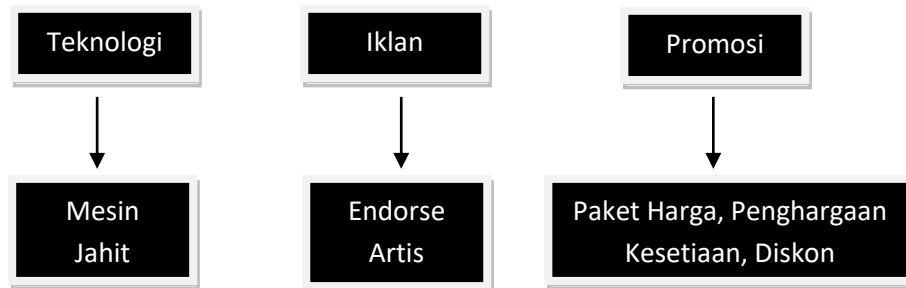 Teknologi
Iklan
Promosi
Mesin
Jahit
Endorse
Artis
Paket Harga, Penghargaan
Kesetiaan, Diskon